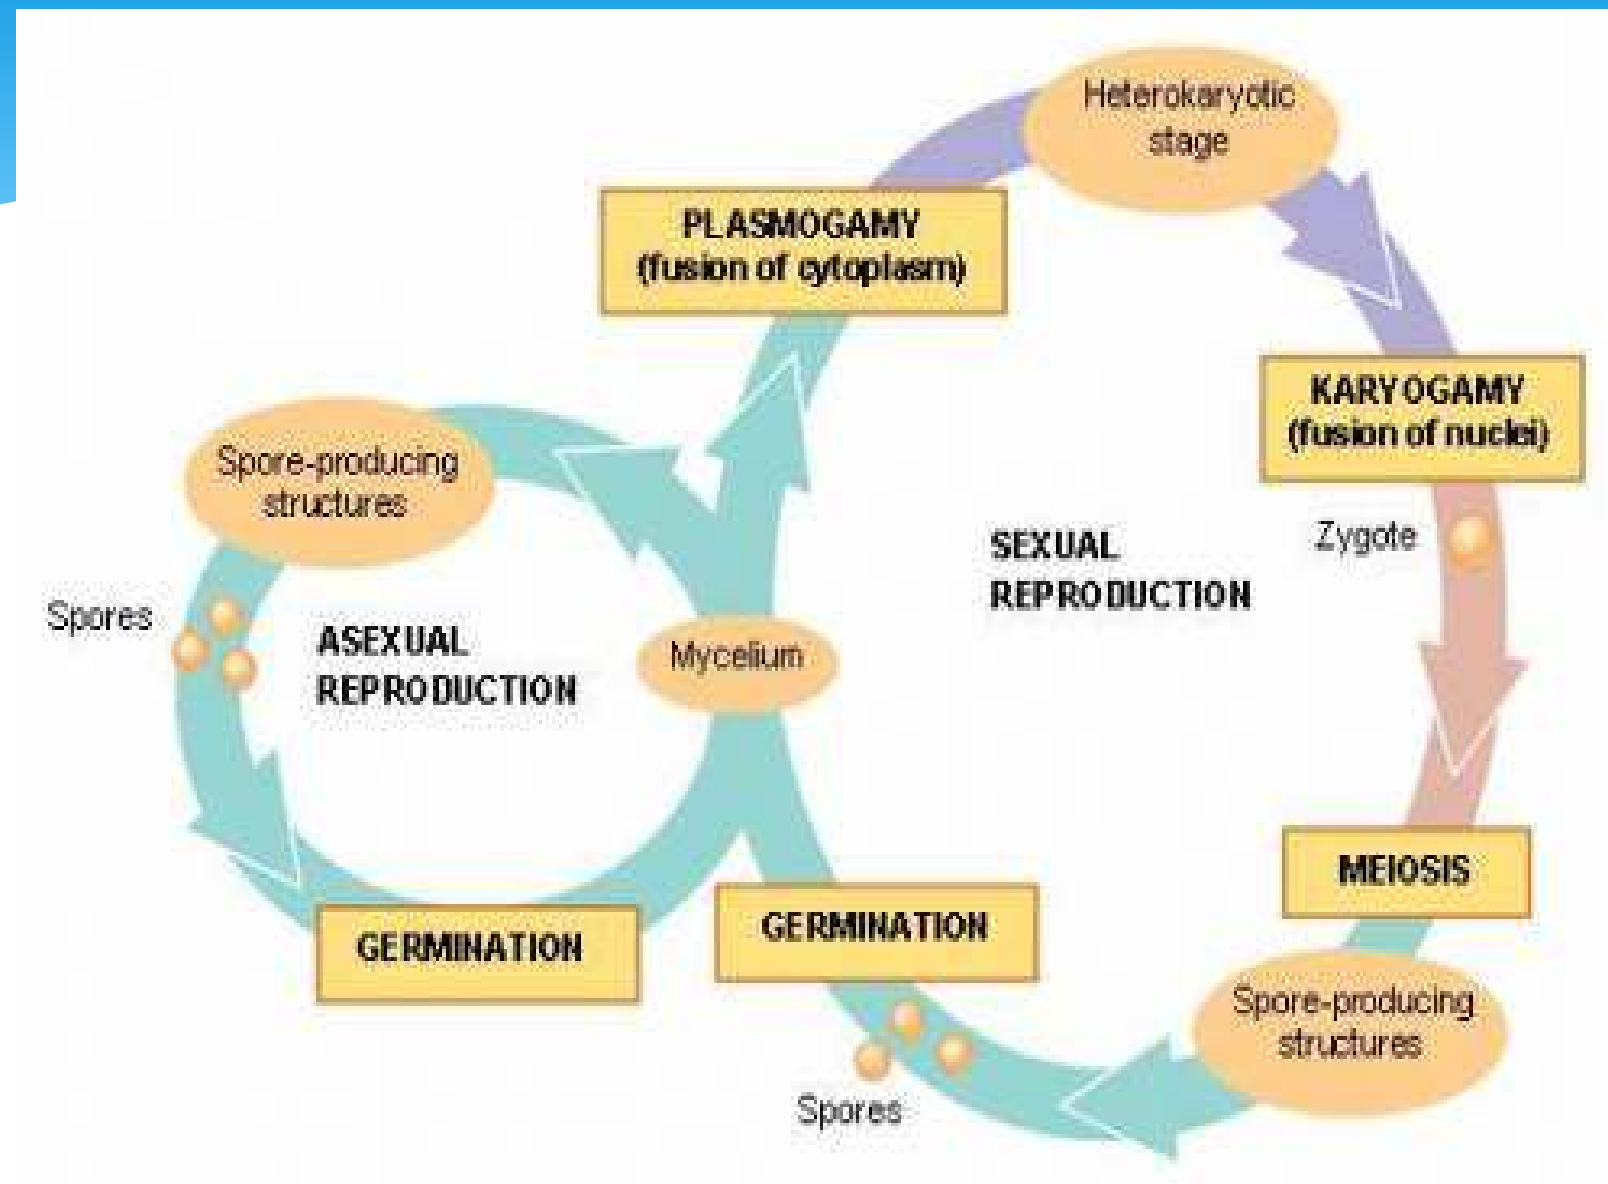 Heterokaryotic
stage
PLASMOGAMY
(fusion of cytoplasm)
KARYOGAMY
(fusion of nuclei)
Spore-producing
structures
Zygote
SEXUAL
REPRODUCTION
Spores
ASEXUAL
REPRODUCTION
Mycelium
MEIOSIS
GERMINATION
GERMINATION
Spore-producing
structures
Spores